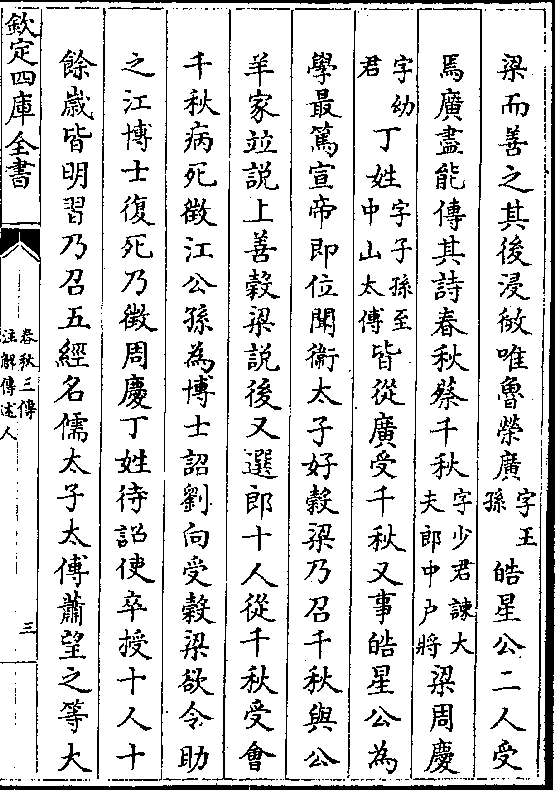 梁而善之其後浸微唯魯榮廣字王孫皓星公二人受
焉廣盡能傳其詩春秋蔡千秋字少君諫大夫郎中户將梁周慶
字幼君丁姓字子孫至中山太傅皆從廣受千秋又事皓星公為
學最篤宣帝即位聞衞太子好榖梁乃召千秋與公
羊家竝説上善榖梁説後又選郎十人從千秋受會
千秋病死徴江公孫為博士詔劉向受榖梁欲令助
之江博士復死乃徴周慶丁姓待詔使卒授十人十
餘歲皆明習乃召五經名儒太子太傅蕭望之等大
欽定四庫全書
春秋三傳注解傳述人
三